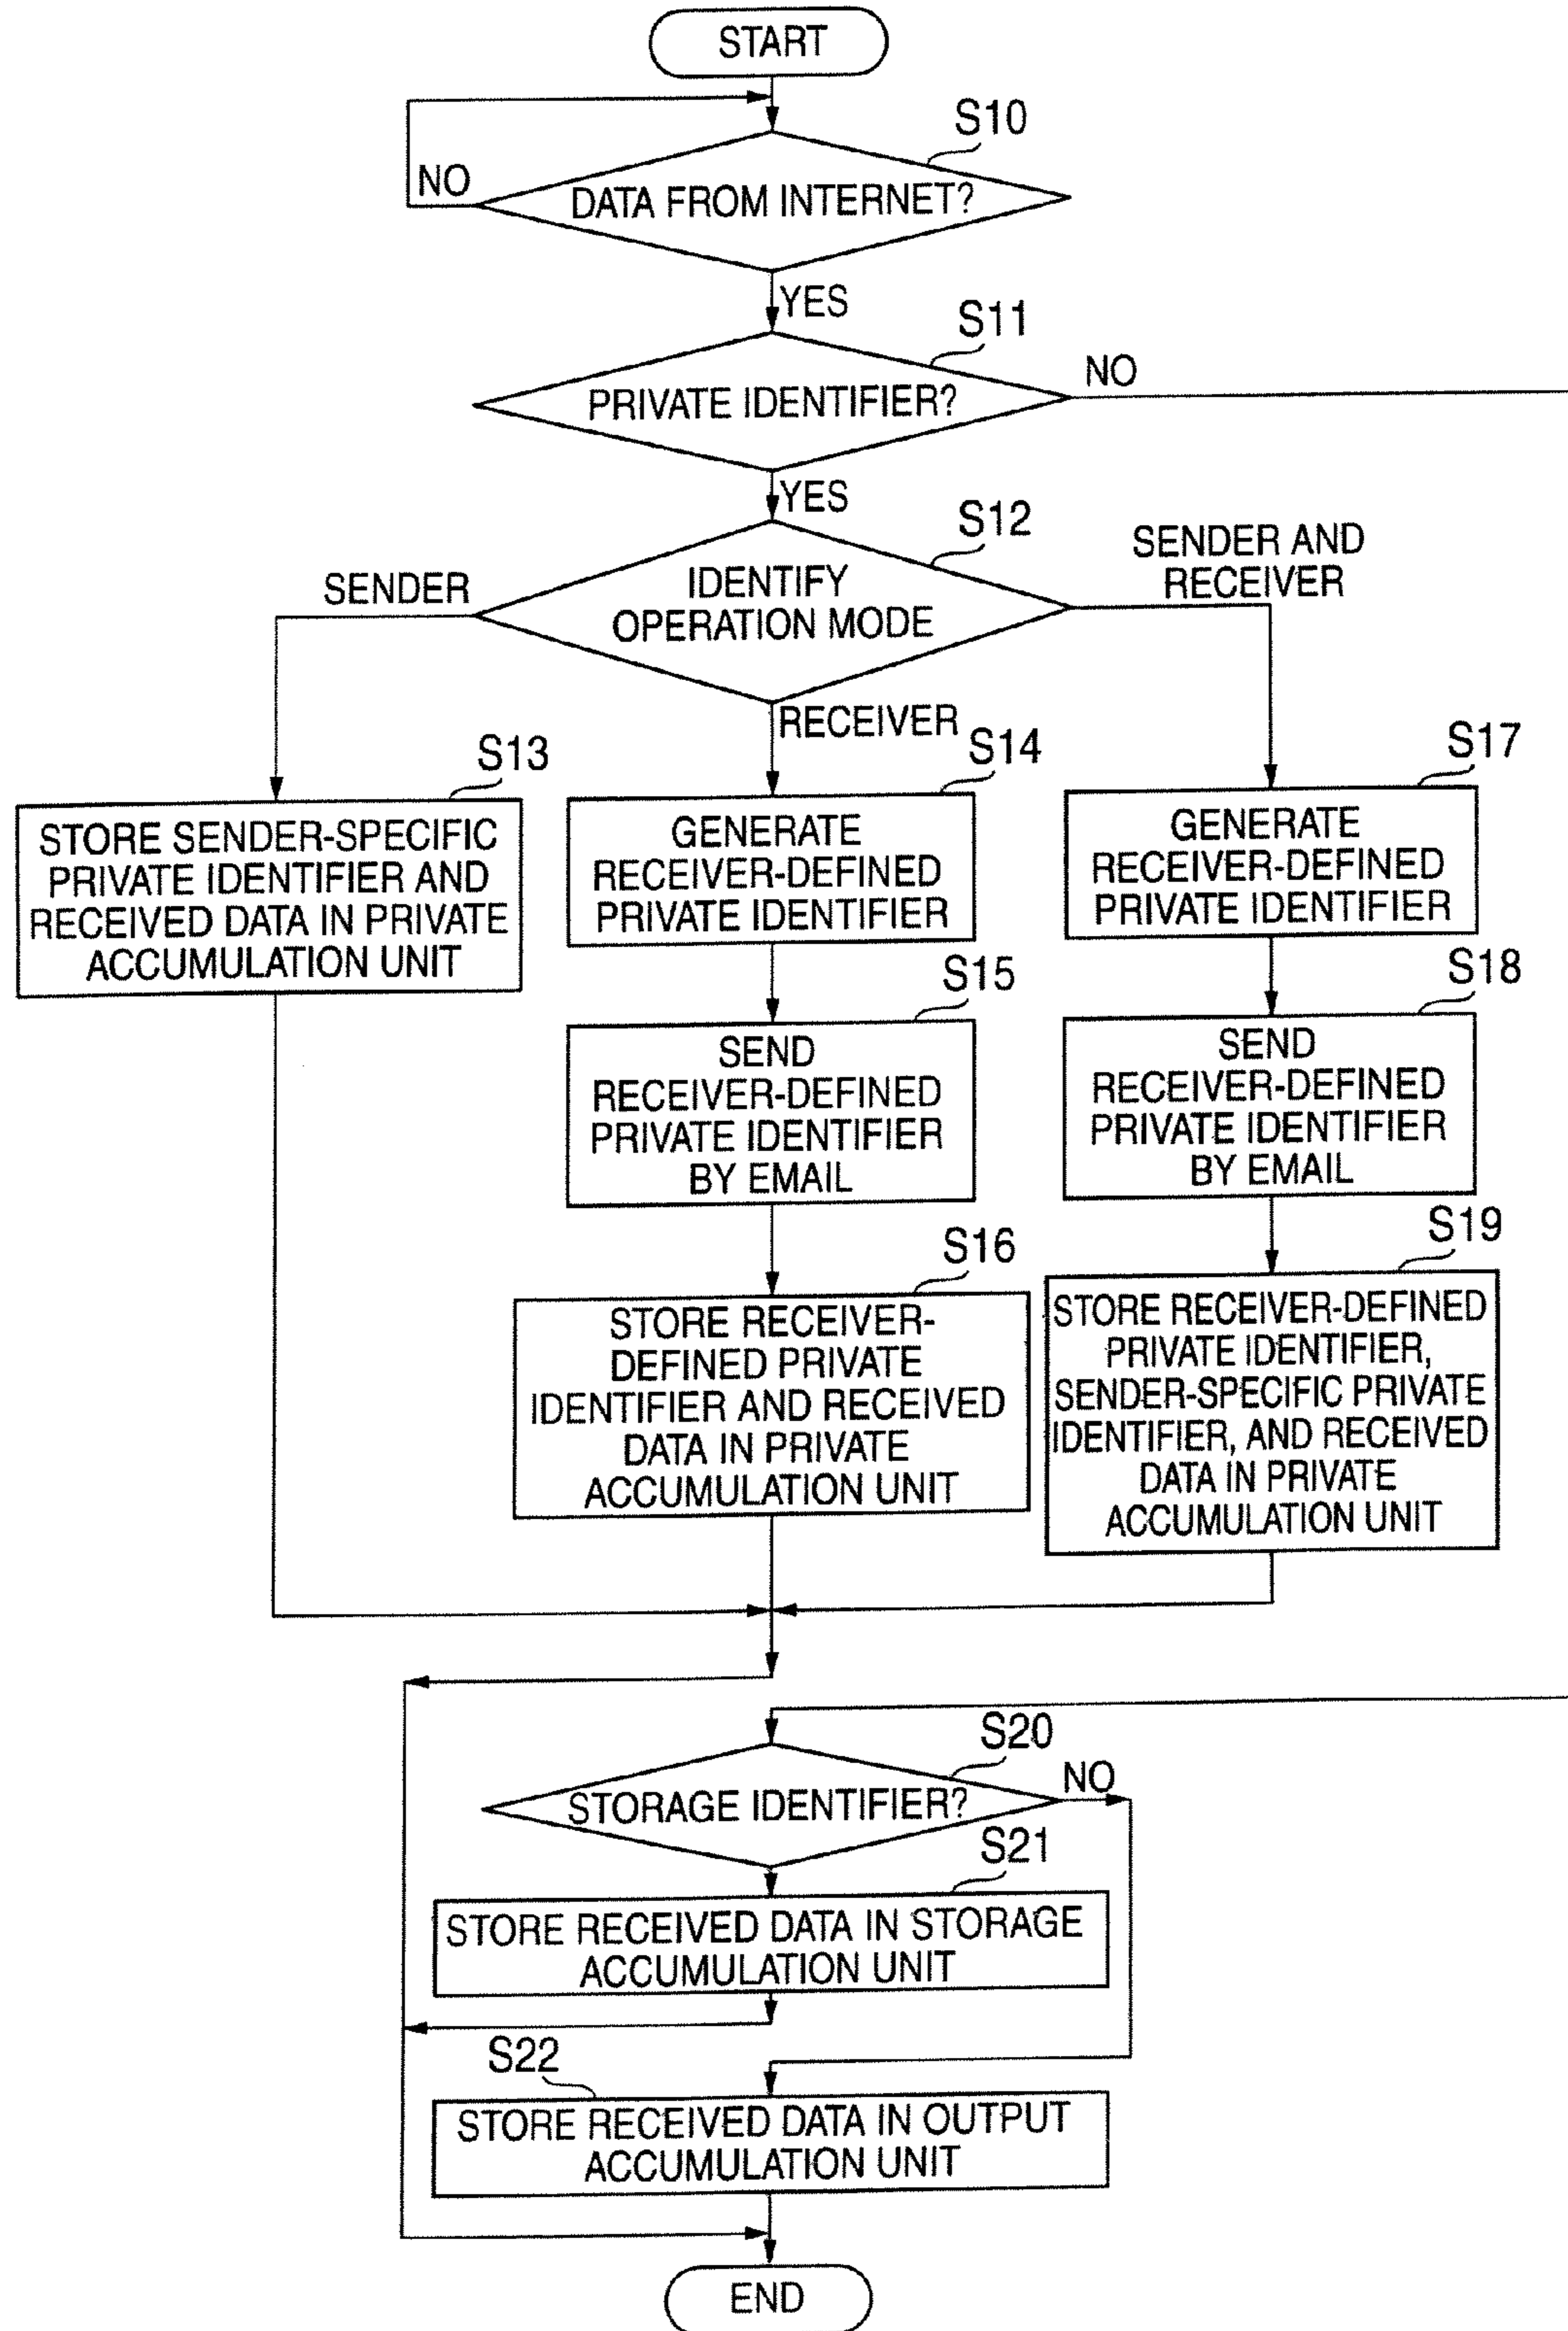 START
S10
NO
DATA FROM INTERNET?
YES
S11
NO
PRIVATE IDENTIFIER?
YES
S12
SENDER AND
RECEIVER
SENDER
IDENTIFY
OPERATION MODE
RECEIVER
S13
STORE SENDER-SPECIFIC
PRIVATE IDENTIFIER AND
RECEIVED DATA IN PRIVATE
ACCUMULATION UNIT
S14
GENERATE
RECEIVER-DEFINED
PRIVATE IDENTIFIER
S15
SEND
RECEIVER-DEFINED
PRIVATE IDENTIFIER
BY EMAIL
S16
STORE RECEIVER-
DEFINED PRIVATE
IDENTIFIER AND RECEIVED
DATA IN PRIVATE
ACCUMULATION UNIT
S17
GENERATE
RECEIVER-DEFINED
PRIVATE IDENTIFIER
S18
SEND
RECEIVER-DEFINED
PRIVATE IDENTIFIER
BY EMAIL
S19
STORE RECEIVER-DEFINED
PRIVATE IDENTIFIER,
SENDER-SPECIFIC PRIVATE
IDENTIFIER, AND RECEIVED
DATA IN PRIVATE
ACCUMULATION UNIT
S20
NO
STORAGE IDENTIFIER?
S21
STORE RECEIVED DATA IN STORAGE
ACCUMULATION UNIT
S22
STORE RECEIVED DATA IN OUTPUT
ACCUMULATION UNIT
END